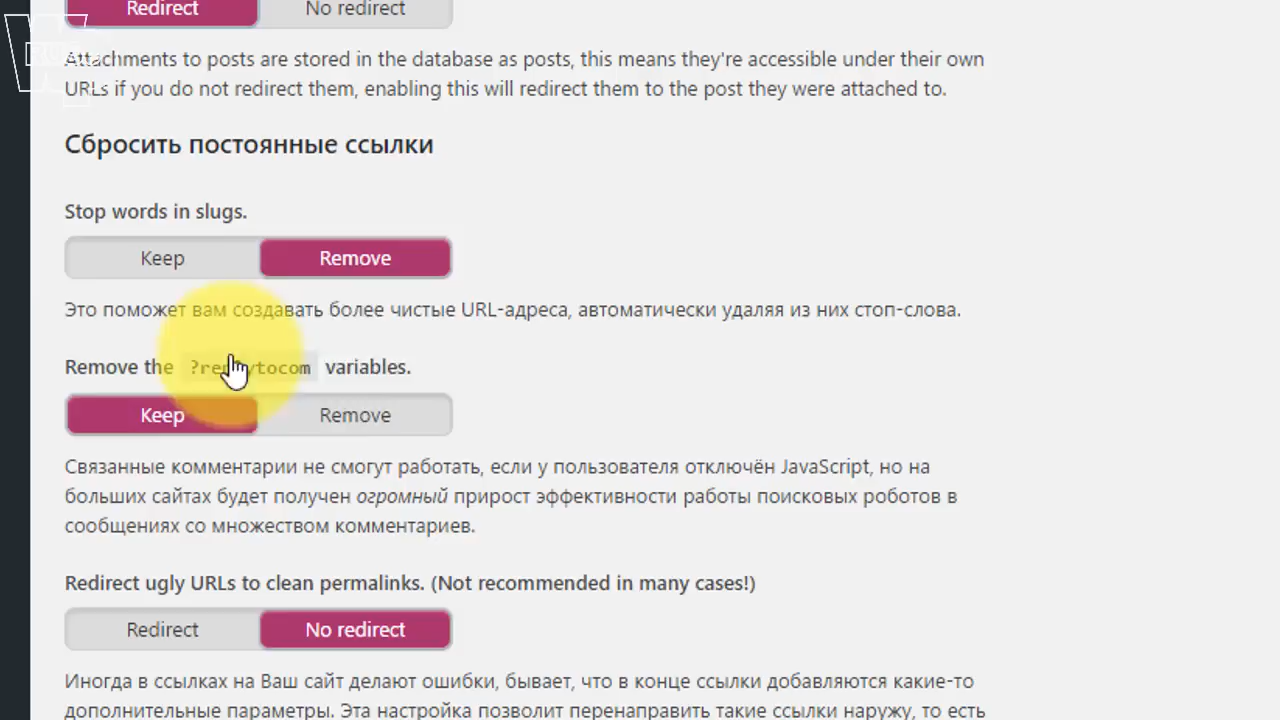 Redirect No redirect
Attachments to posts are stored in the database as posts, this means they're accessible under their own
URLs if you do not redirect them, enabling this will redirect them to the post they were attached to.
Сбросить постоянные ссылки
Stop words in slugs.
Keep Remove
Это поможет вам создавать более чистые URL-адреса, автоматически удаляя из них стоп-слова.
Remove the ?replytocom variables.
Keep Remove
Связанные комментарии не смогут работать, если у пользователя отключён JavaScript, но на
больших сайтах будет получен огромный прирост эффективности работы поисковых роботов в
сообщениях со множеством комментариев.
Redirect ugly URLs to clean permalinks. (Not recommended in many cases!)
Redirect No redirect
Иногда в ссылках на Ваш сайт делают ошибки, бывает, что в конце ссылки добавляются какие-то
дополнительные параметры. Эта настройка позволит перенаправить такие ссылки наружу, то есть